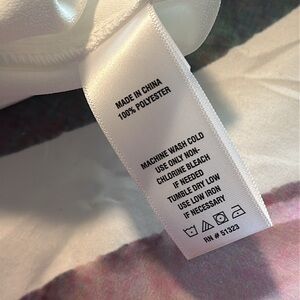 MADE IN CHINA
100% POLYESTER
MACHINE WASH COLD
USE ONLY NON-
CHLORINE BLEACH
IF NEEDED
TUMBLE DRY LOW
USE LOW IRON
IF NECESSARY
RN # 51323